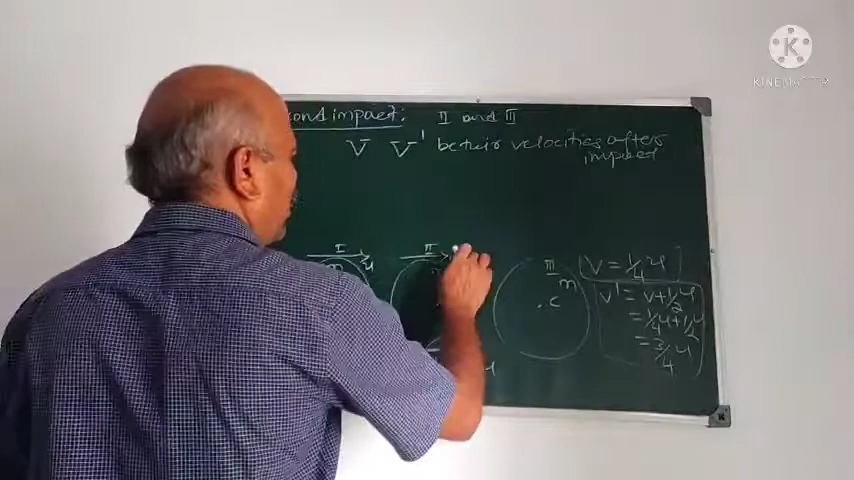 K
KINEMASTER
cond impact: II and III
V V' be their velocities after
impact
I
u
m
II
III
m
.c
V = 1/4 u
V' = V + 1/2 u
= 1/4 u + 1/2 u
= 3/4 u